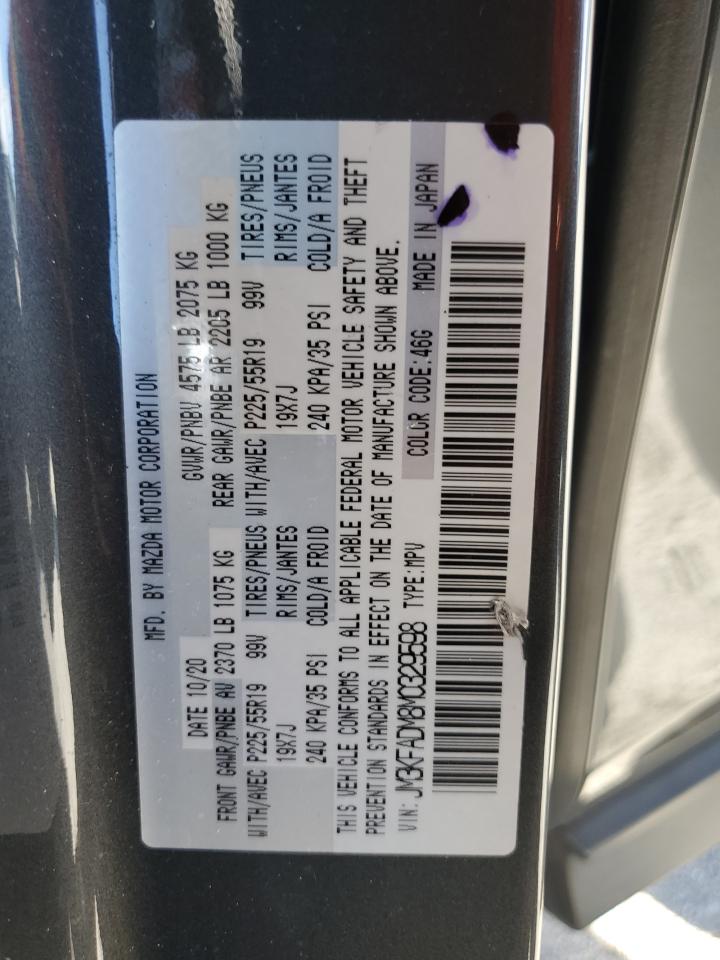 MFD. BY MAZDA MOTOR CORPORATION
DATE 10/20 GVWR/PNBV 4575 LB 2075 KG
FRONT GAWR/PNBE AV 2370 LB 1075 KG REAR GAWR/PNBE AR 2205 LB 1000 KG
WITH/AVEC P225/55R19 99V TIRES/PNEUS WITH/AVEC P225/55R19 99V TIRES/PNEUS
19X7J RIMS/JANTES 19X7J RIMS/JANTES
240 KPA/35 PSI COLD/A FROID 240 KPA/35 PSI COLD/A FROID
THIS VEHICLE CONFORMS TO ALL APPLICABLE FEDERAL MOTOR VEHICLE SAFETY AND THEFT
PREVENTION STANDARDS IN EFFECT ON THE DATE OF MANUFACTURE SHOWN ABOVE.
VIN: JM3KFADM8M0329598 TYPE:MPV COLOR CODE:46G MADE IN JAPAN